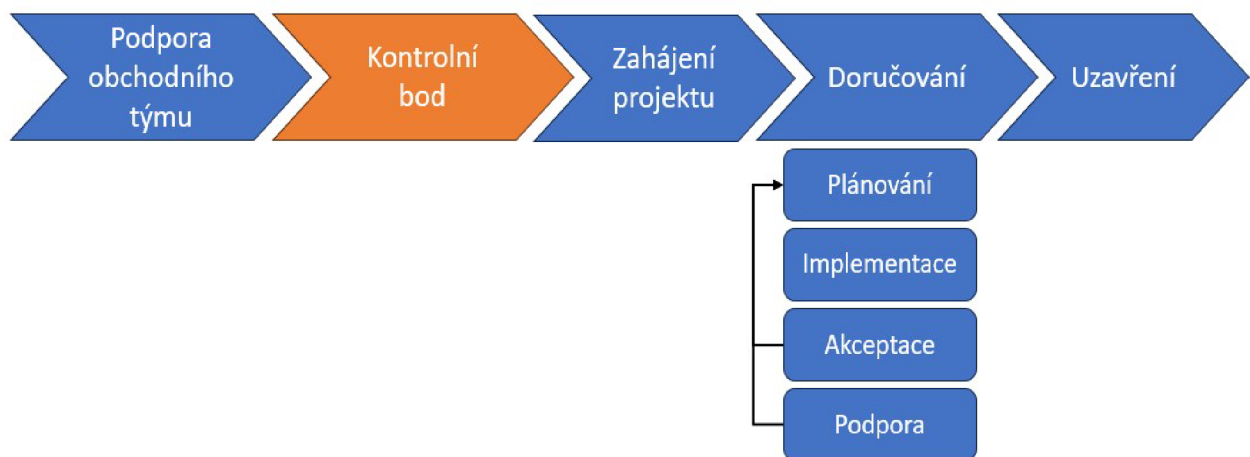 Podpora
obchodního
týmu
Kontrolní
bod
Zahájení
projektu
Doručování
Uzavření
Plánování
Implementace
Akceptace
Podpora